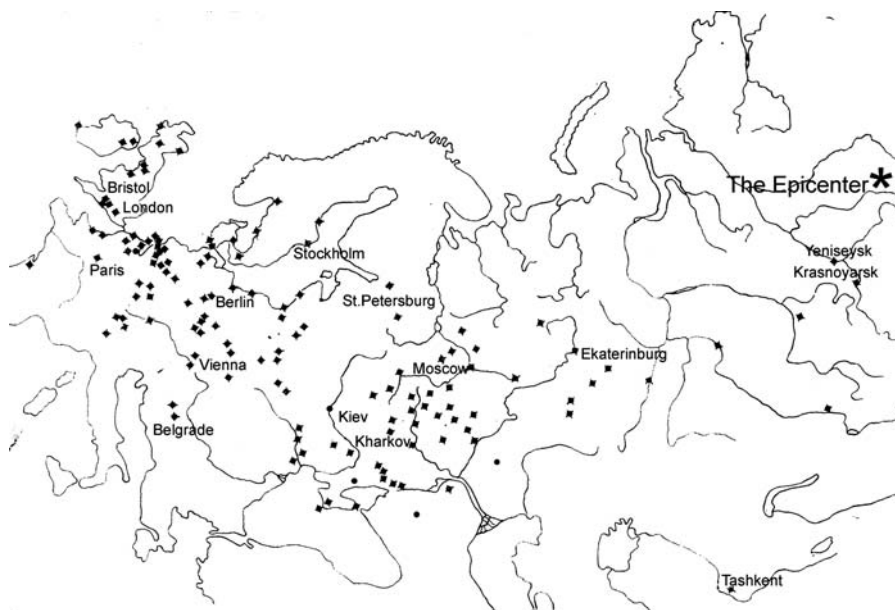 The Epicenter
Bristol
London
Stockholm
Yeniseysk
Krasnoyarsk
Paris
Berlin
St.Petersburg
Vienna
Moscow
Ekaterinburg
Kiev
Belgrade
Kharkov
Tashkent